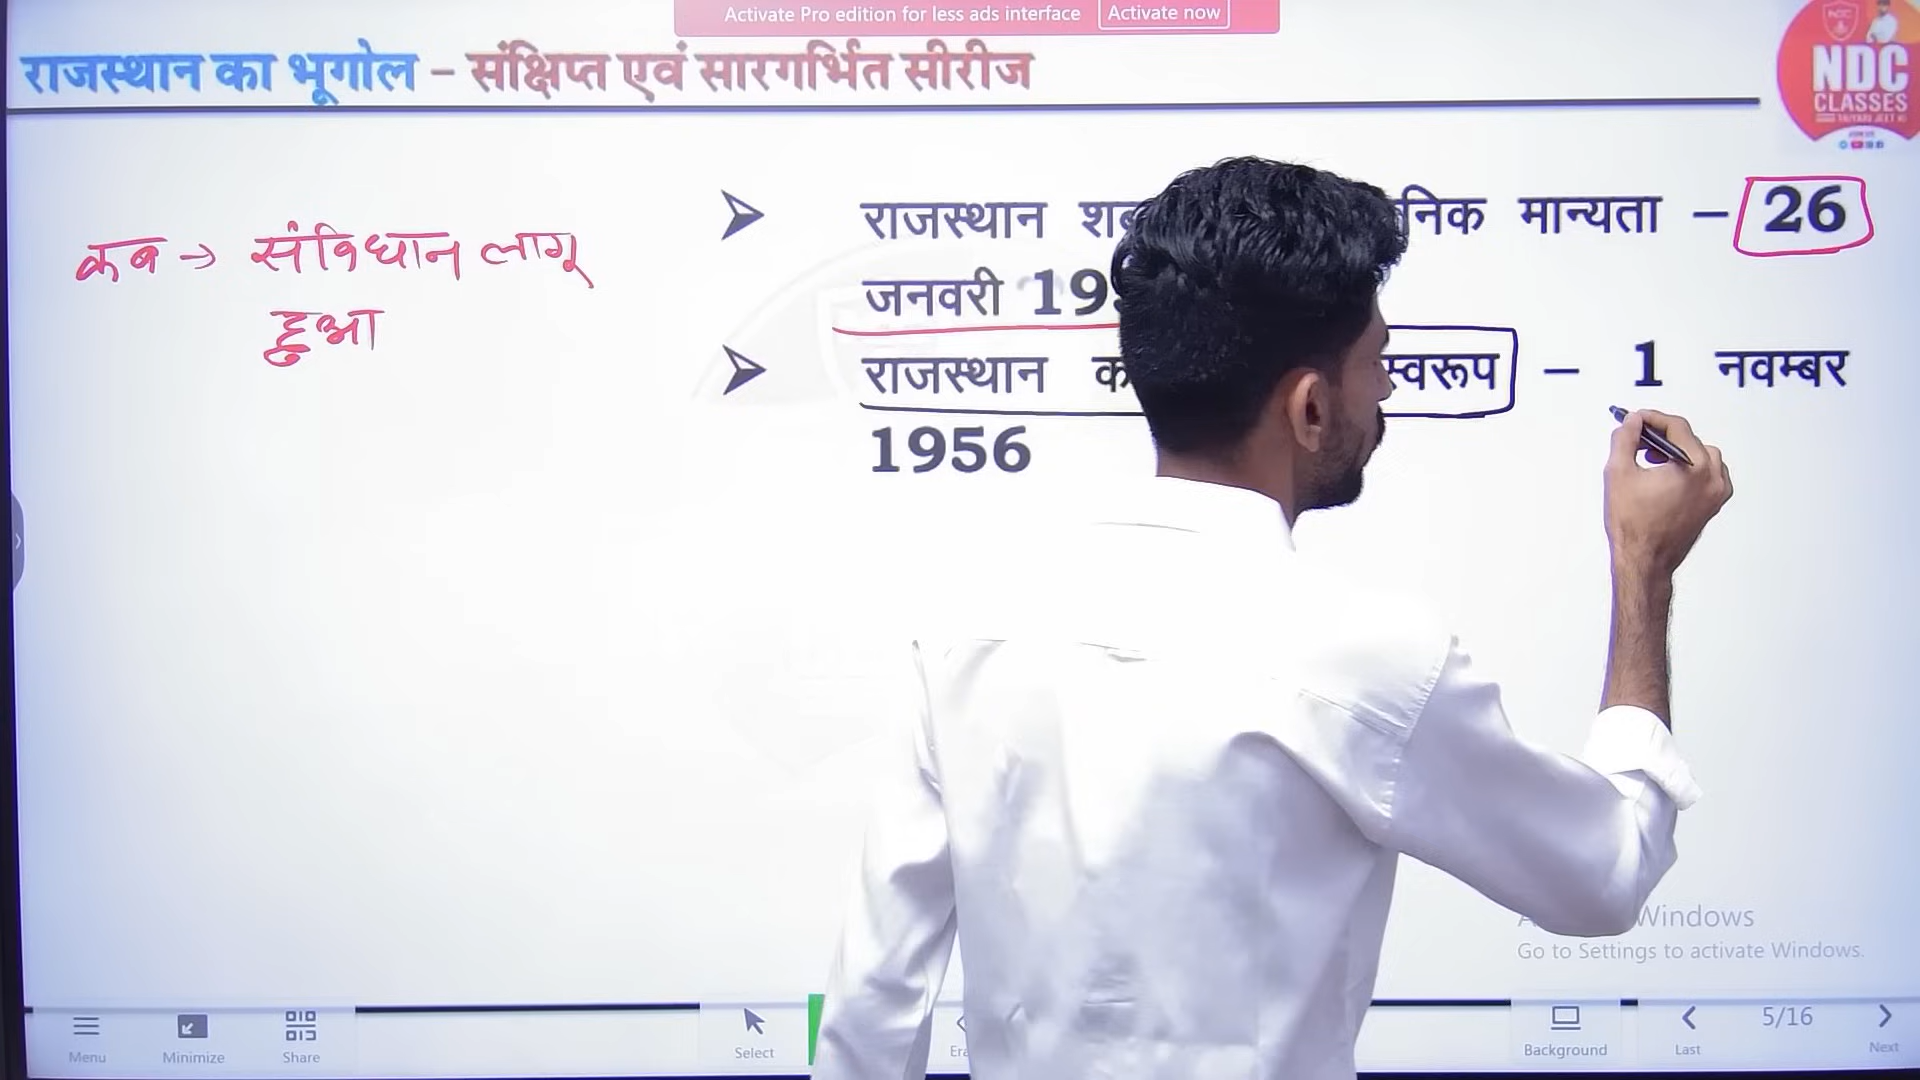 Activate Pro edition for less ads interface Activate now
राजस्थान का भूगोल – संक्षिप्त एवं सारगर्भित सीरीज
NDC
CLASSES
कब → संविधान लागू
हुआ
राजस्थान मान्यता – 26
जनवरी
राजस्थान स्वरूप – 1 नवम्बर
1956
Windows
Go to Settings to activate Windows.
Menu Minimize Share Select Background Last 5/16 Next